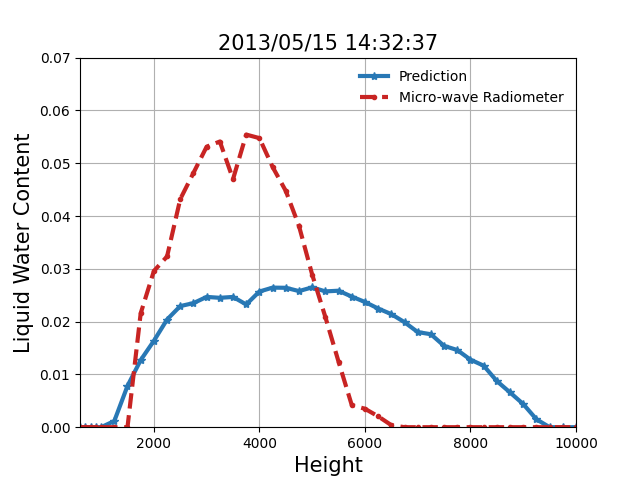 2013/05/15 14:32:37
Prediction
Micro-wave Radiometer
Liquid Water Content
0.07
0.06
0.05
0.04
0.03
0.02
0.01
0.00
2000 4000 6000 8000 10000
Height